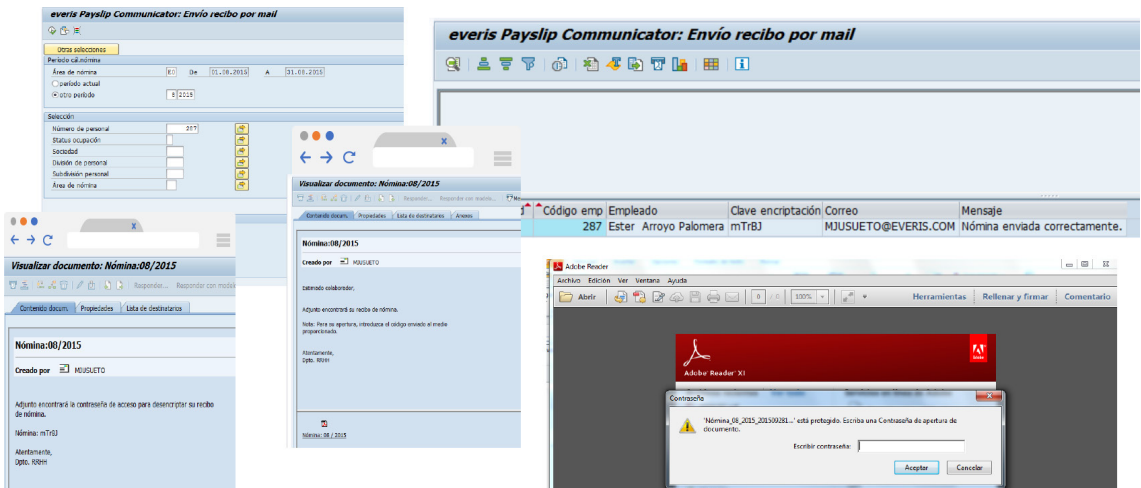 everis Payslip Communicator: Envío recibo por mail
Otras selecciones
Período cál.nómina
Área de nómina
De 01.08.2015 A 31.08.2015
período actual
otro período 8 2015
Selección
Número de personal 287
Status ocupación
Sociedad
División de personal
Subdivisión personal
Área de nómina
everis Payslip Communicator: Envío recibo por mail
Código emp Empleado Clave encriptación Correo Mensaje
287 Ester Arroyo Palomera mTr8J MJUSUETO@EVERIS.COM Nómina enviada correctamente.
x
Visualizar documento: Nómina:08/2015
Responder... Responder con modelo...
Contenido docum. Propiedades Lista de destinatarios Anexos
Nómina:08/2015
Creado por MJUSUETO
Estimado colaborador,
Adjunto encontrará su recibo de nómina.
Nota: Para su apertura, introduzca el código enviado al medio
proporcionado.
Atentamente,
Dpto. RRHH
Nómina: 08 / 2015
x
Visualizar documento: Nómina:08/2015
Responder... Responder con modelo
Contenido docum. Propiedades Lista de destinatarios
Nómina:08/2015
Creado por MJUSUETO
Adjunto encontrará la contraseña de acceso para desencriptar su recibo
de nómina.
Nómina: mTr8J
Atentamente,
Dpto. RRHH
Adobe Reader
Archivo Edición Ver Ventana Ayuda
Abrir 0 / 0 100% Herramientas Rellenar y firmar Comentario
Adobe Reader XI
Adobe
Contraseña
'Nómina_08_2015_201509281...' está protegido. Escriba una Contraseña de apertura de
documento.
Escribir contraseña:
Aceptar Cancelar